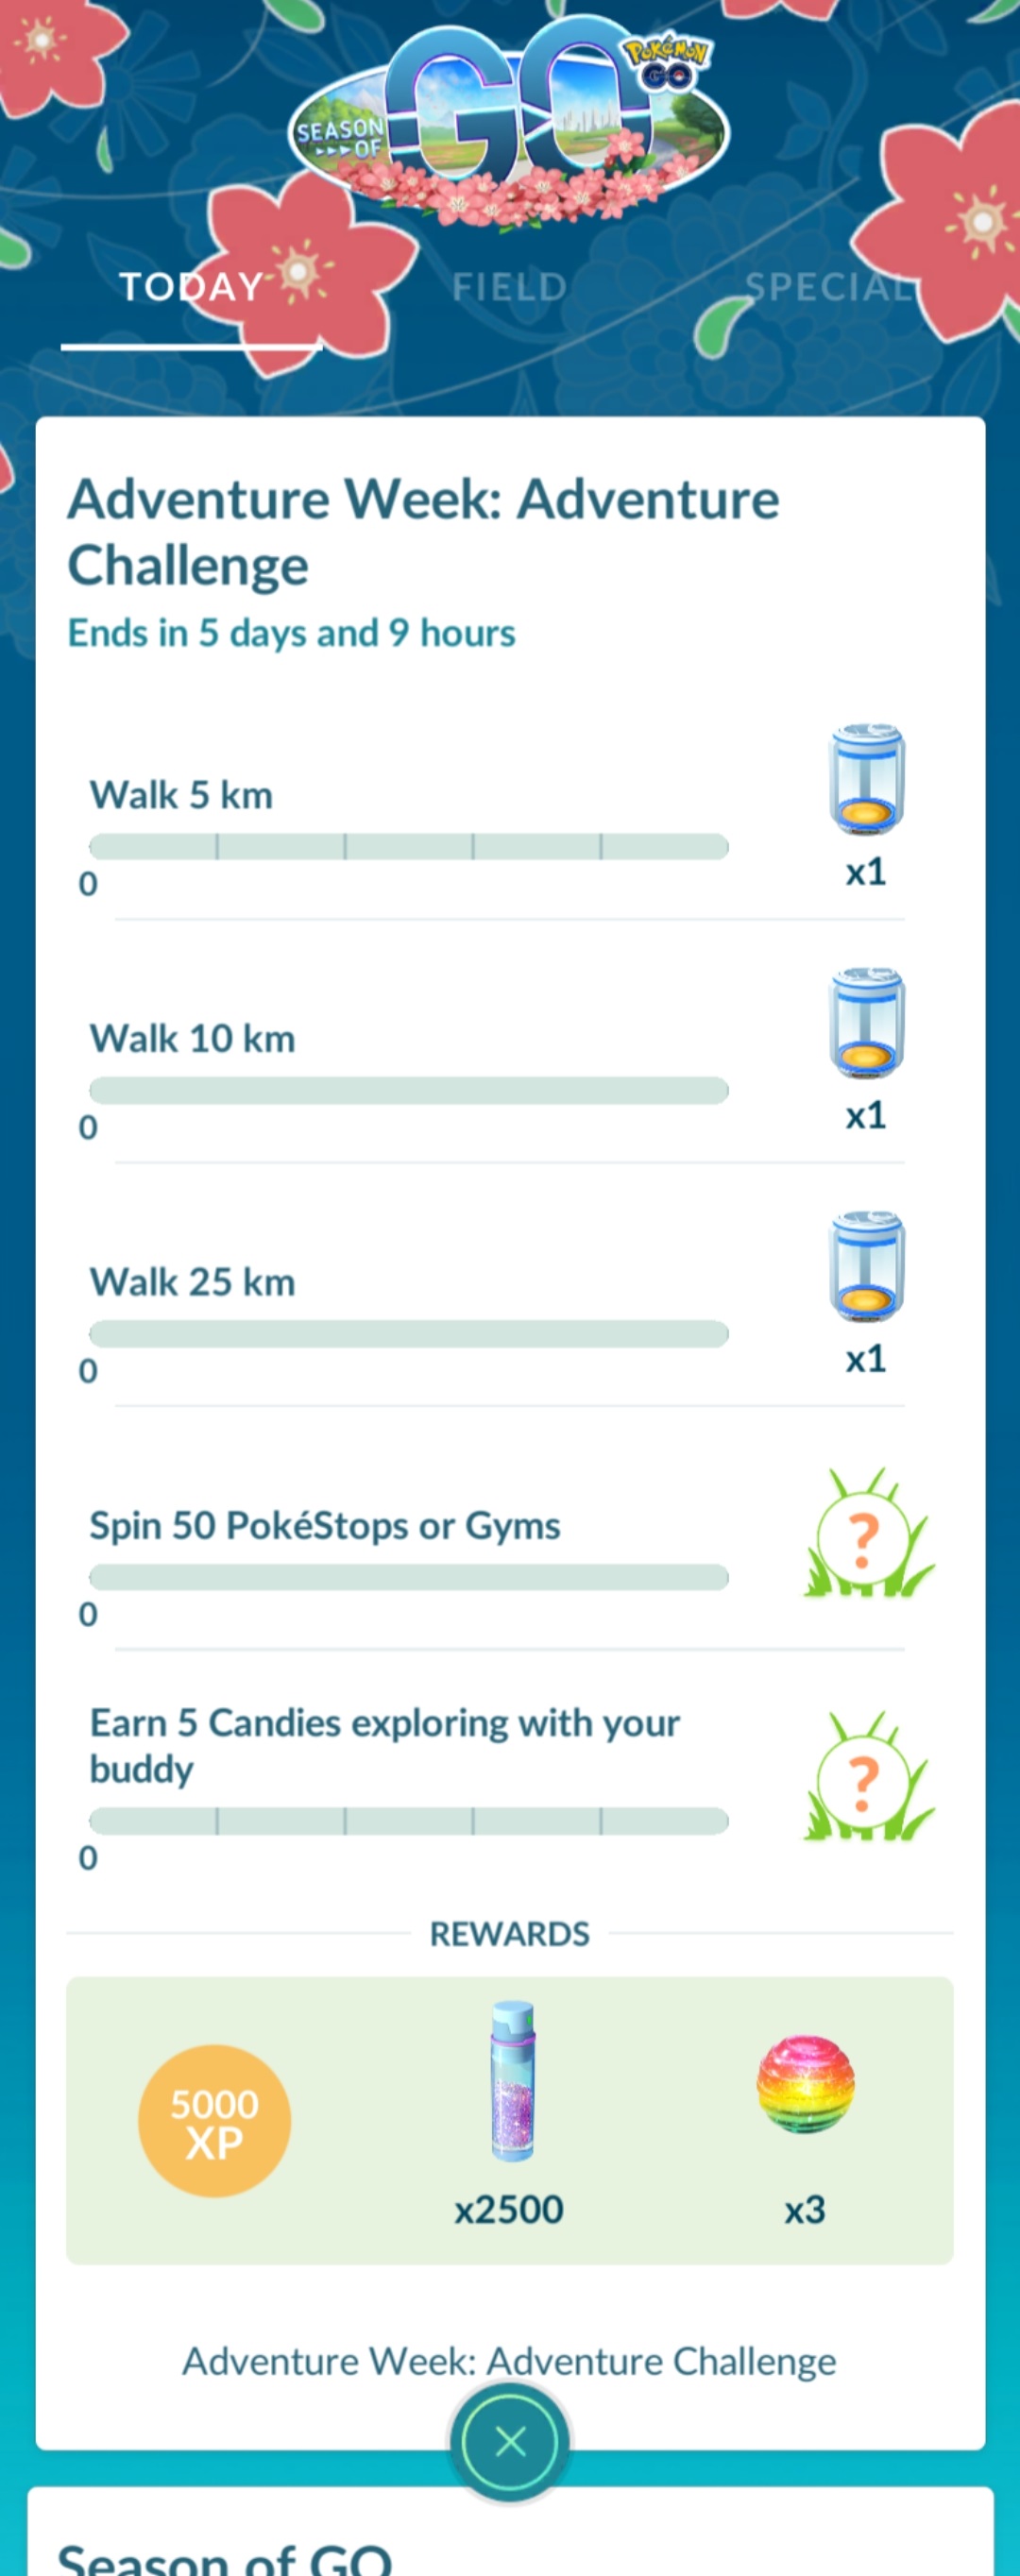 SEASON
OF
GO
POKéMON
GO
TODAY
FIELD
SPECIAL
Adventure Week: Adventure
Challenge
Ends in 5 days and 9 hours
Walk 5 km
0
x1
Walk 10 km
0
x1
Walk 25 km
0
x1
Spin 50 PokéStops or Gyms
0
?
Earn 5 Candies exploring with your
buddy
0
?
REWARDS
5000
XP
x2500
x3
Adventure Week: Adventure Challenge
Season of GO